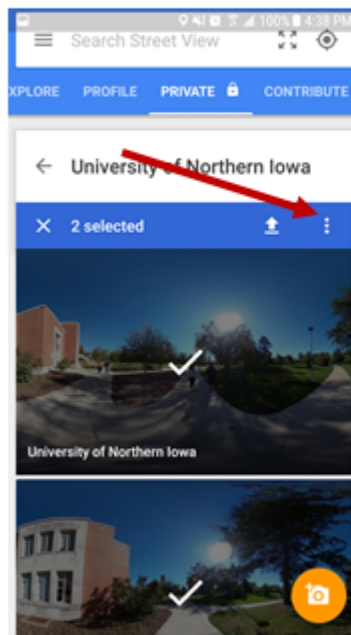 100% 4:38 PM
Search Street View
XPLORE PROFILE PRIVATE CONTRIBUTE
University of Northern Iowa
2 selected
University of Northern Iowa